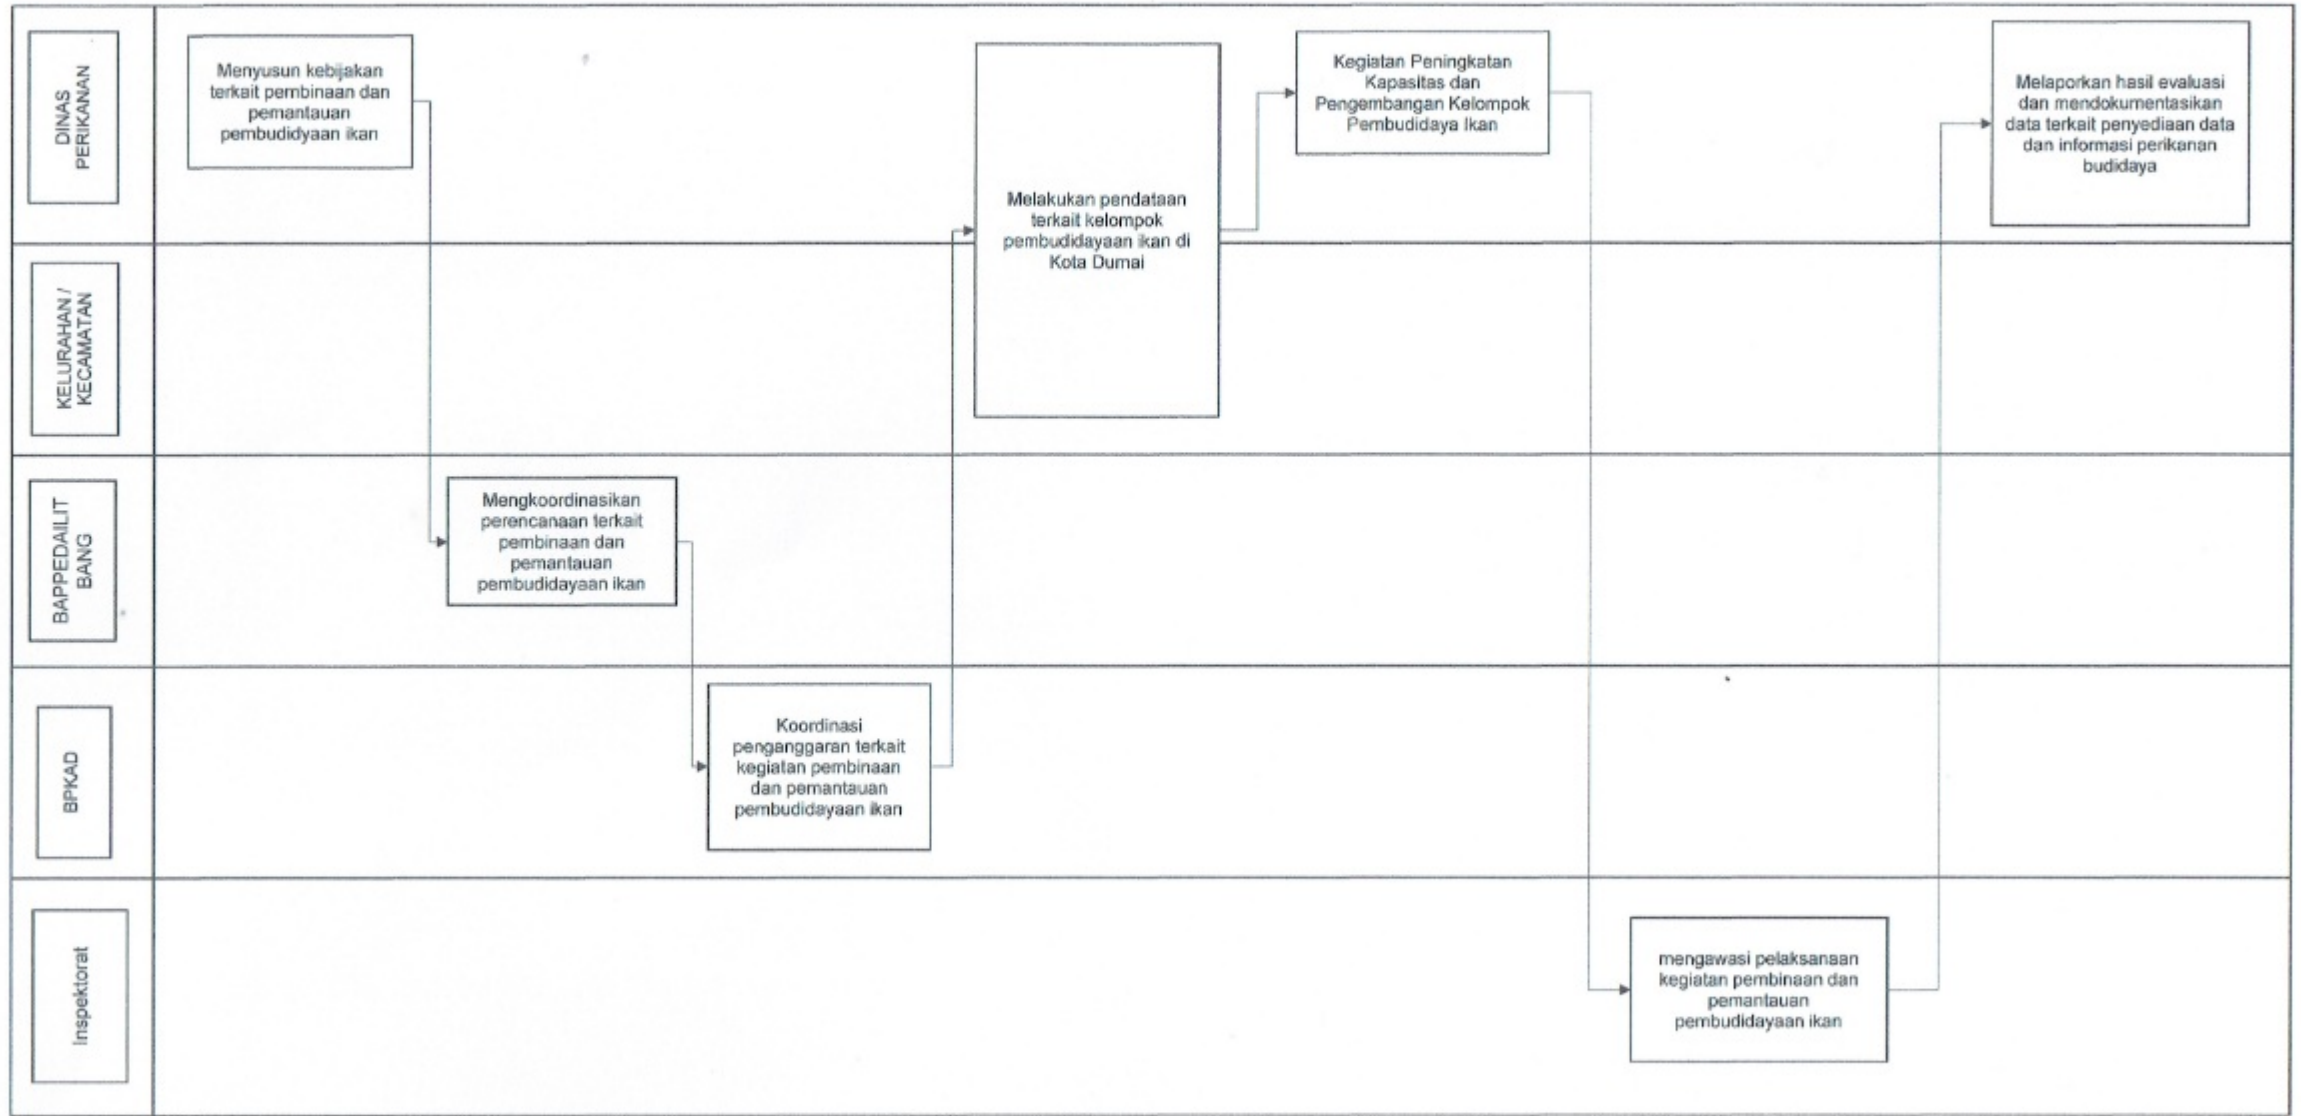 DINAS
PERIKANAN
Menyusun kebijakan
terkait pembinaan dan
pemantauan
pembudidyaan ikan
Melakukan pendataan
terkait kelompok
pembudidayaan ikan di
Kota Dumai
Kegiatan Peningkatan
Kapasitas dan
Pengembangan Kelompok
Pembudidaya Ikan
Melaporkan hasil evaluasi
dan mendokumentasikan
data terkait penyediaan data
dan informasi perikanan
budidaya
KELURAHAN /
KECAMATAN
BAPPEDAILIT
BANG
Mengkoordinasikan
perencanaan terkait
pembinaan dan
pemantauan
pembudidayaan ikan
BPKAD
Koordinasi
penganggaran terkait
kegiatan pembinaan
dan pemantauan
pembudidayaan ikan
Inspektorat
mengawasi pelaksanaan
kegiatan pembinaan dan
pemantauan
pembudidayaan ikan